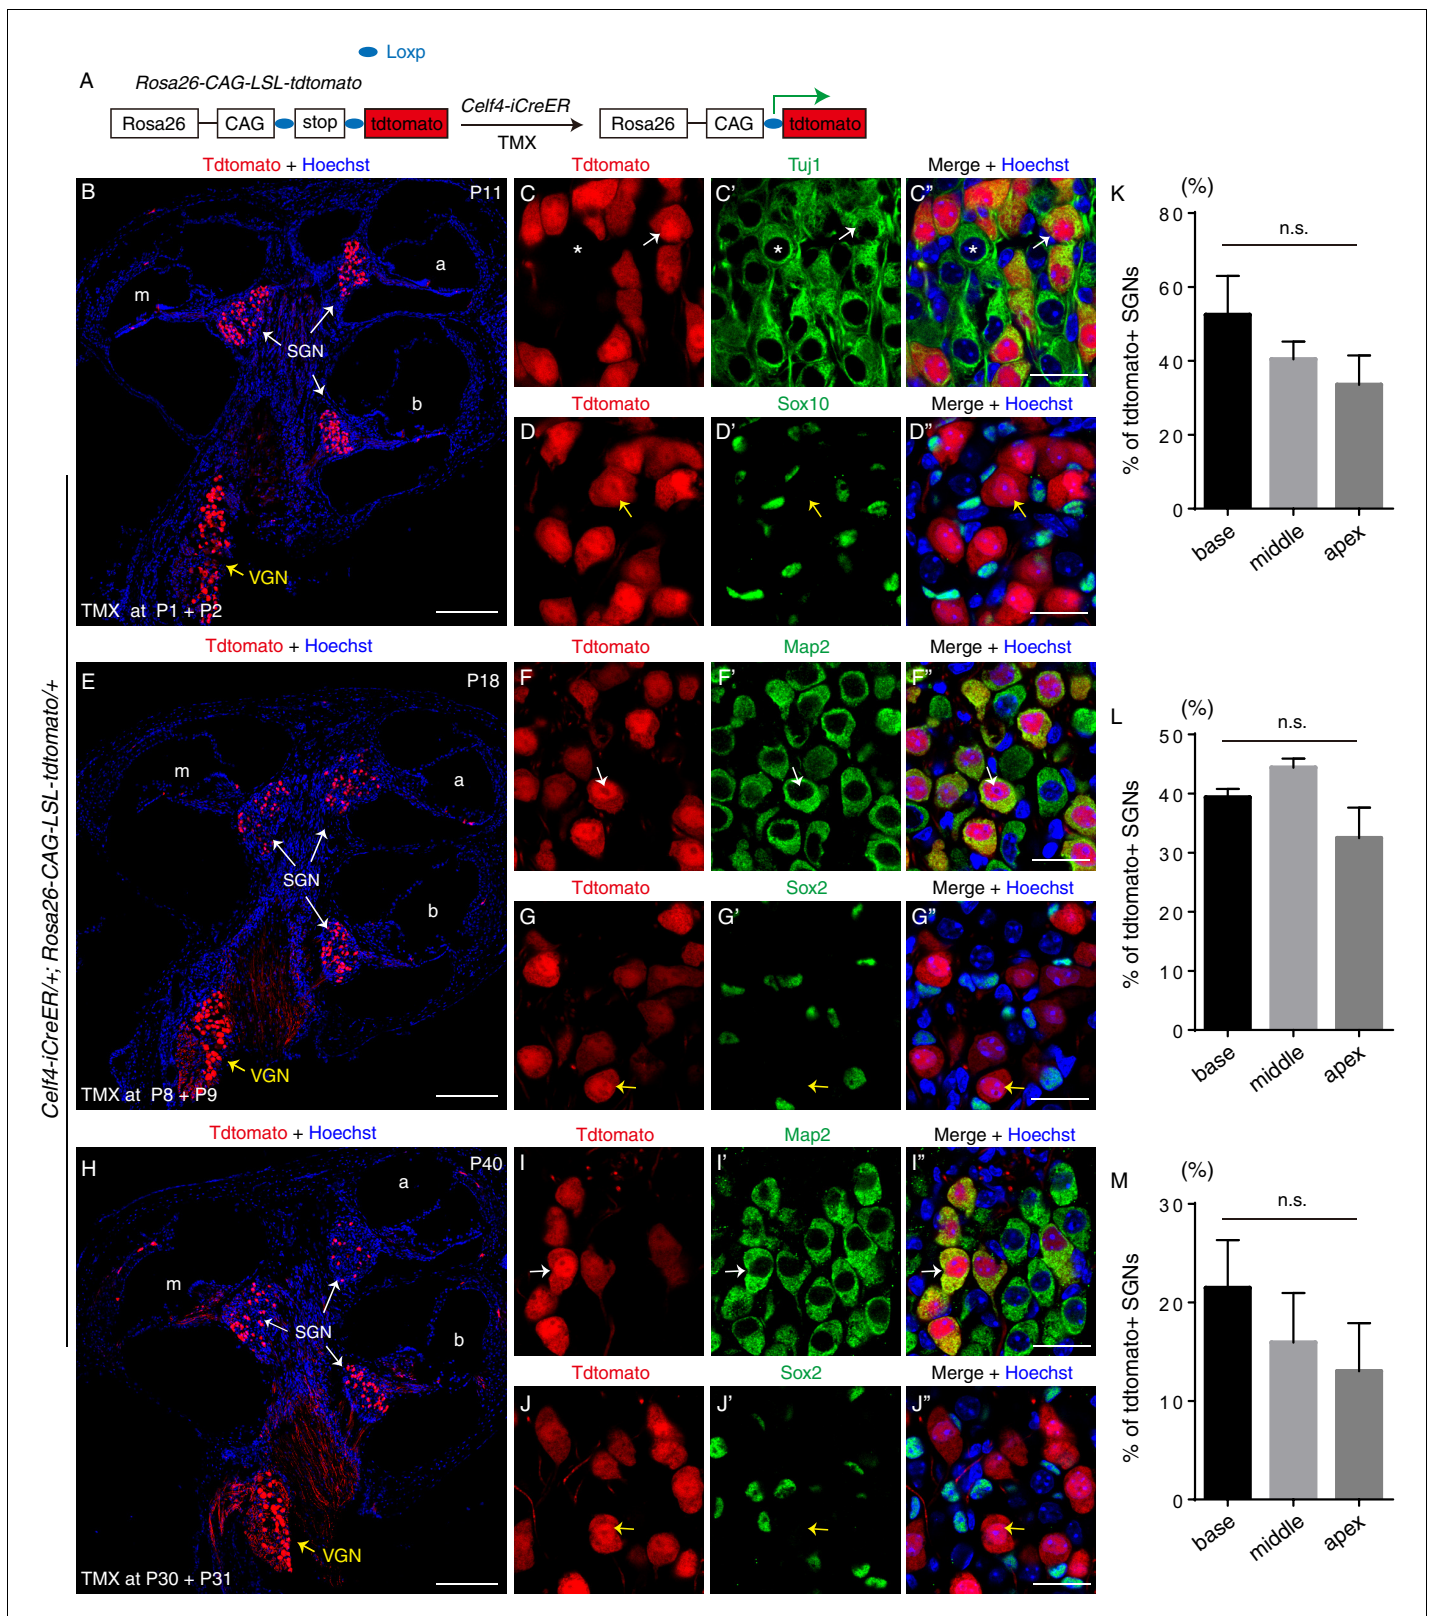 Loxp
A
Rosa26-CAG-LSL-tdtomato
Rosa26 CAG stop tdtomato
Celf4-iCreER
TMX
Rosa26 CAG tdtomato
Celf4-iCreER/+; Rosa26-CAG-LSL-tdtomato/+
Tdtomato + Hoechst
B
P11
a
m
SGN
b
VGN
TMX at P1 + P2
Tdtomato Tuj1 Merge + Hoechst
C C' C"
* * *
Tdtomato Sox10 Merge + Hoechst
D D' D"
K
(%)
% of tdtomato+ SGNs
80
60
40
20
0
n.s.
base middle apex
Tdtomato + Hoechst
E
P18
m
a
SGN
b
VGN
TMX at P8 + P9
Tdtomato Map2 Merge + Hoechst
F F' F"
Tdtomato Sox2 Merge + Hoechst
G G' G"
L
(%)
% of tdtomato+ SGNs
50
40
30
20
10
0
n.s.
base middle apex
Tdtomato + Hoechst
H
P40
a
m
SGN
b
VGN
TMX at P30 + P31
Tdtomato Map2 Merge + Hoechst
I I' I"
Tdtomato Sox2 Merge + Hoechst
J J' J"
M
(%)
% of tdtomato+ SGNs
30
20
10
0
n.s.
base middle apex